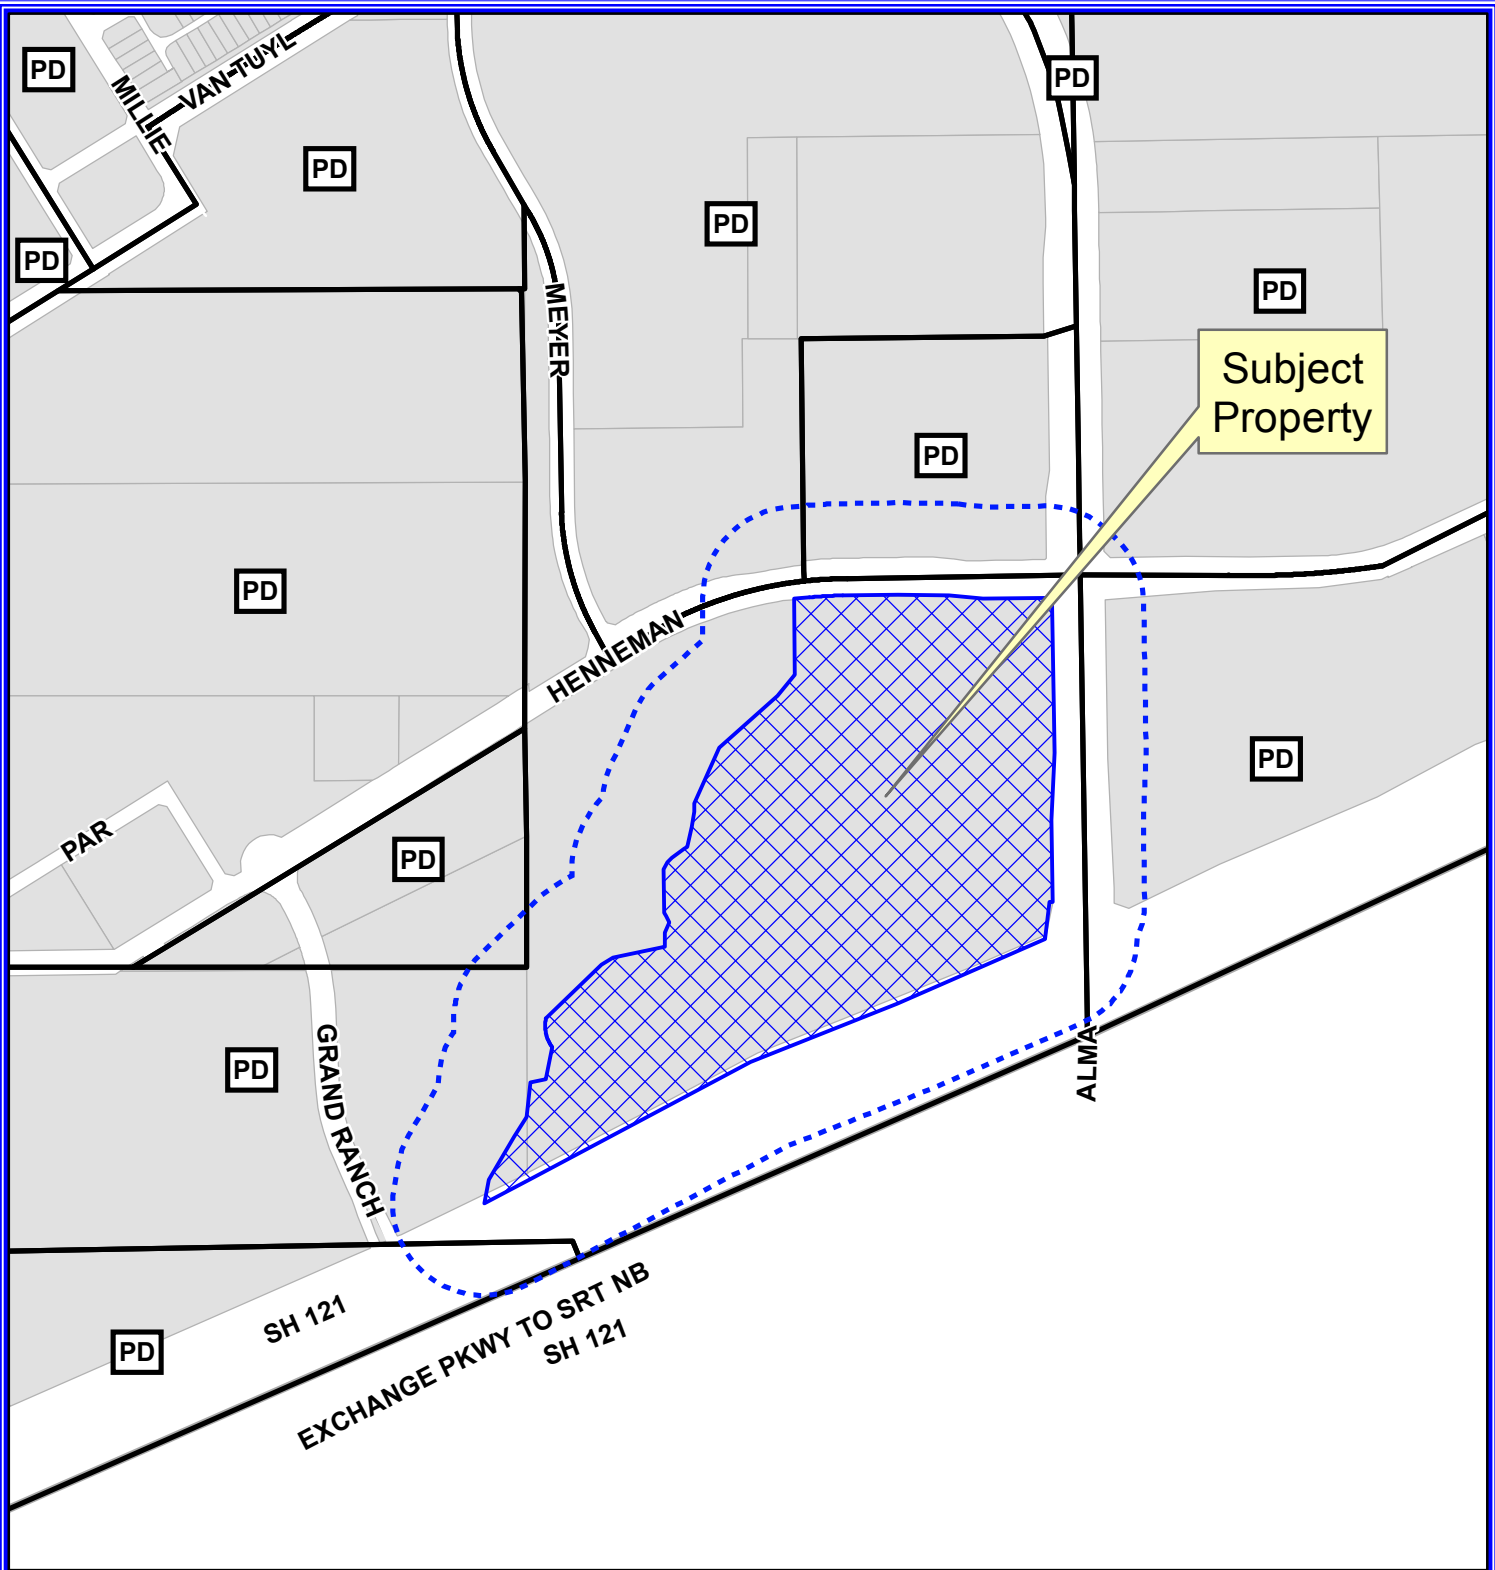 PD
VAN TUYL
MILLIE
PD
PD
PD
PD
PD
MEYER
PD
Subject
Property
PD
PD
HENNEMAN
PD
PAR
PD
GRAND RANCH
PD
ALMA
SH 121
EXCHANGE PKWY TO SRT NB
SH 121
PD